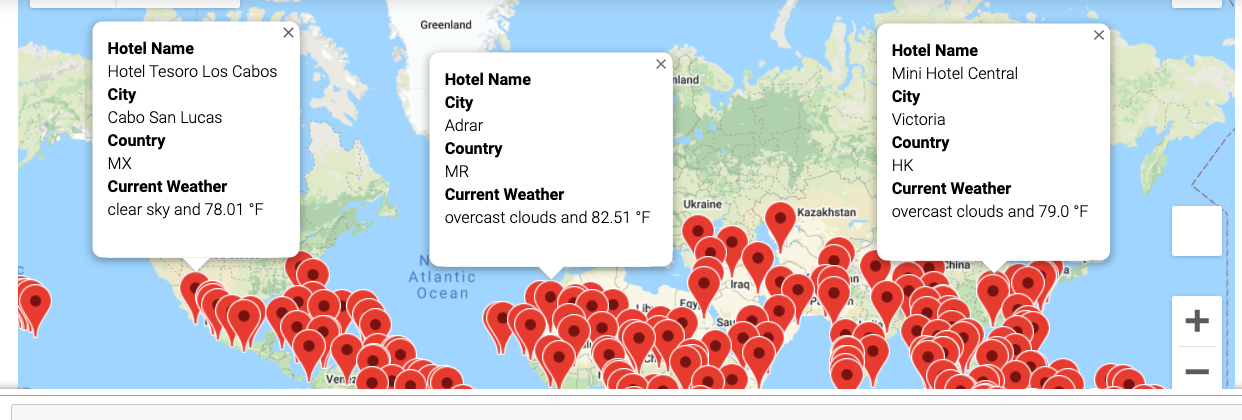 Greenland
Hotel Name
Hotel Tesoro Los Cabos
City
Cabo San Lucas
Country
MX
Current Weather
clear sky and 78.01 °F
Hotel Name
City
Adrar
Country
MR
Current Weather
overcast clouds and 82.51 °F
Hotel Name
Mini Hotel Central
City
Victoria
Country
HK
Current Weather
overcast clouds and 79.0 °F
nland
Ukraine
Kazakhstan
N
Atlantic
Ocean
China
Iraq
Lib
Egy
Sau
Venez
+
−